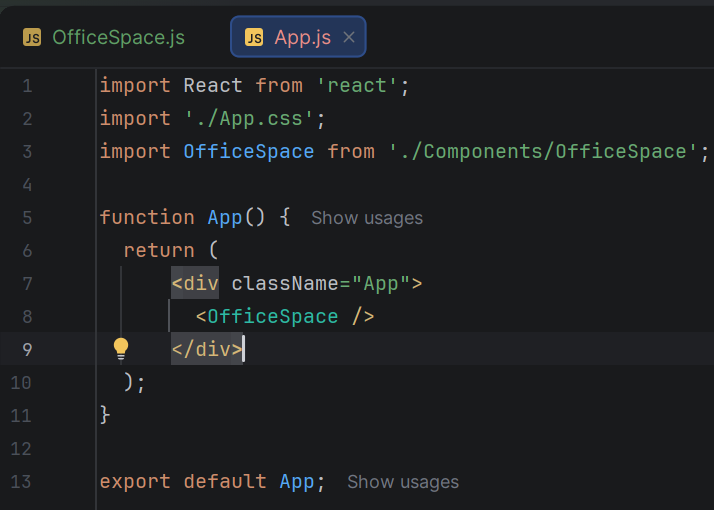 JS OfficeSpace.js JS App.js ×
1 import React from 'react';
2 import './App.css';
3 import OfficeSpace from './Components/OfficeSpace';
4
5 function App() { Show usages
6   return (
7       <div className="App">
8         <OfficeSpace />
9       </div>
10   );
11 }
12
13 export default App; Show usages